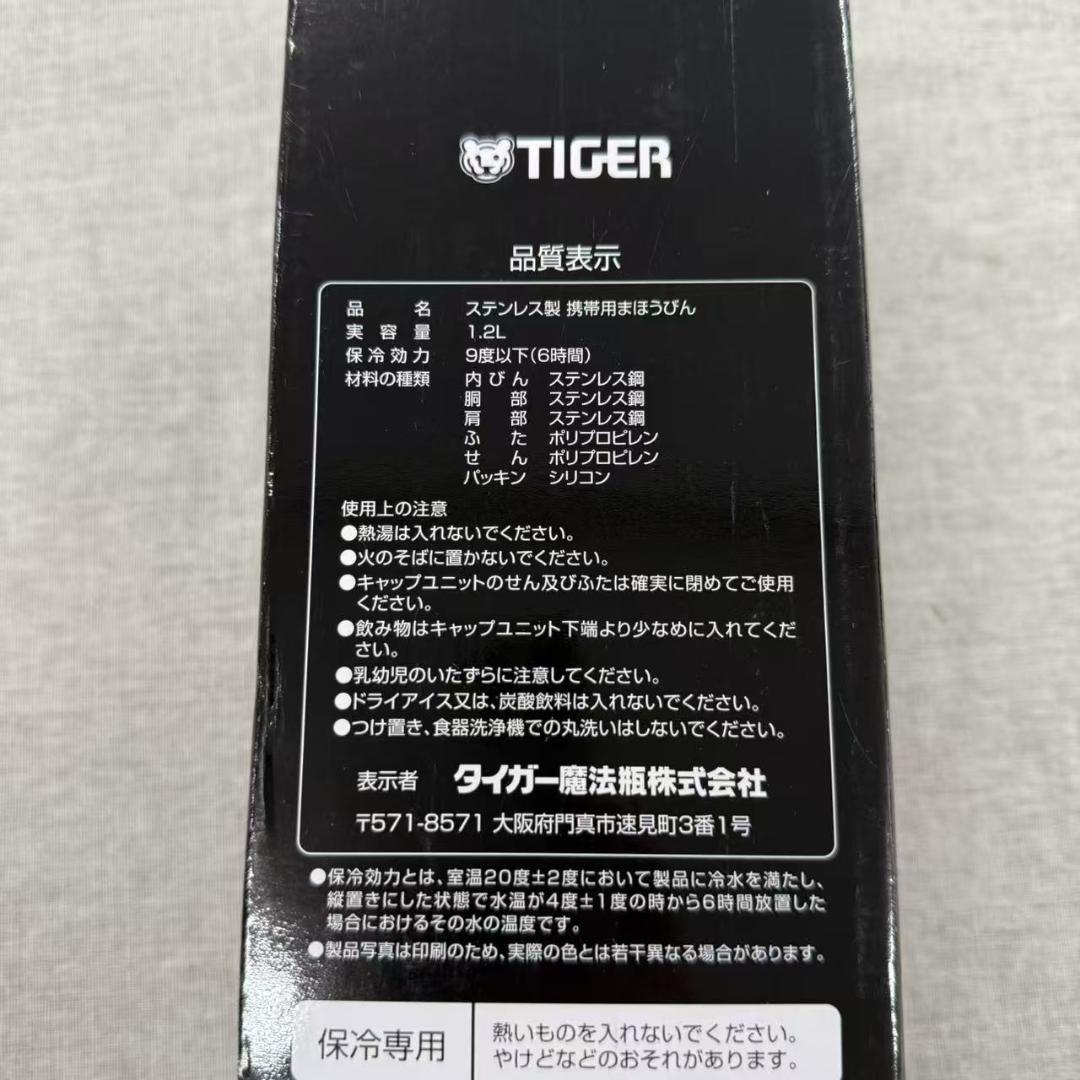 TIGER
品質表示
品名 ステンレス製 携帯用まほうびん
実容量 1.2L
保冷効力 9度以下(6時間)
材料の種類 内びん ステンレス鋼
胴部 ステンレス鋼
肩部 ステンレス鋼
ふた ポリプロピレン
せん ポリプロピレン
パッキン シリコン
使用上の注意
●熱湯は入れないでください。
●火のそばに置かないでください。
●キャップユニットのせん及びふたは確実に閉めてご使用
ください。
●飲み物はキャップユニット下端より少なめに入れてくだ
さい。
●乳幼児のいたずらに注意してください。
●ドライアイス又は、炭酸飲料は入れないでください。
●つけ置き、食器洗浄機での丸洗いはしないでください。
表示者 タイガー魔法瓶株式会社
〒571-8571 大阪府門真市速見町3番1号
●保冷効力とは、室温20度±2度において製品に冷水を満たし、
縦置きにした状態で水温が4度±1度の時から6時間放置した
場合におけるその水の温度です。
●製品写真は印刷のため、実際の色とは若干異なる場合があります。
保冷専用
熱いものを入れないでください。
やけどなどのおそれがあります。